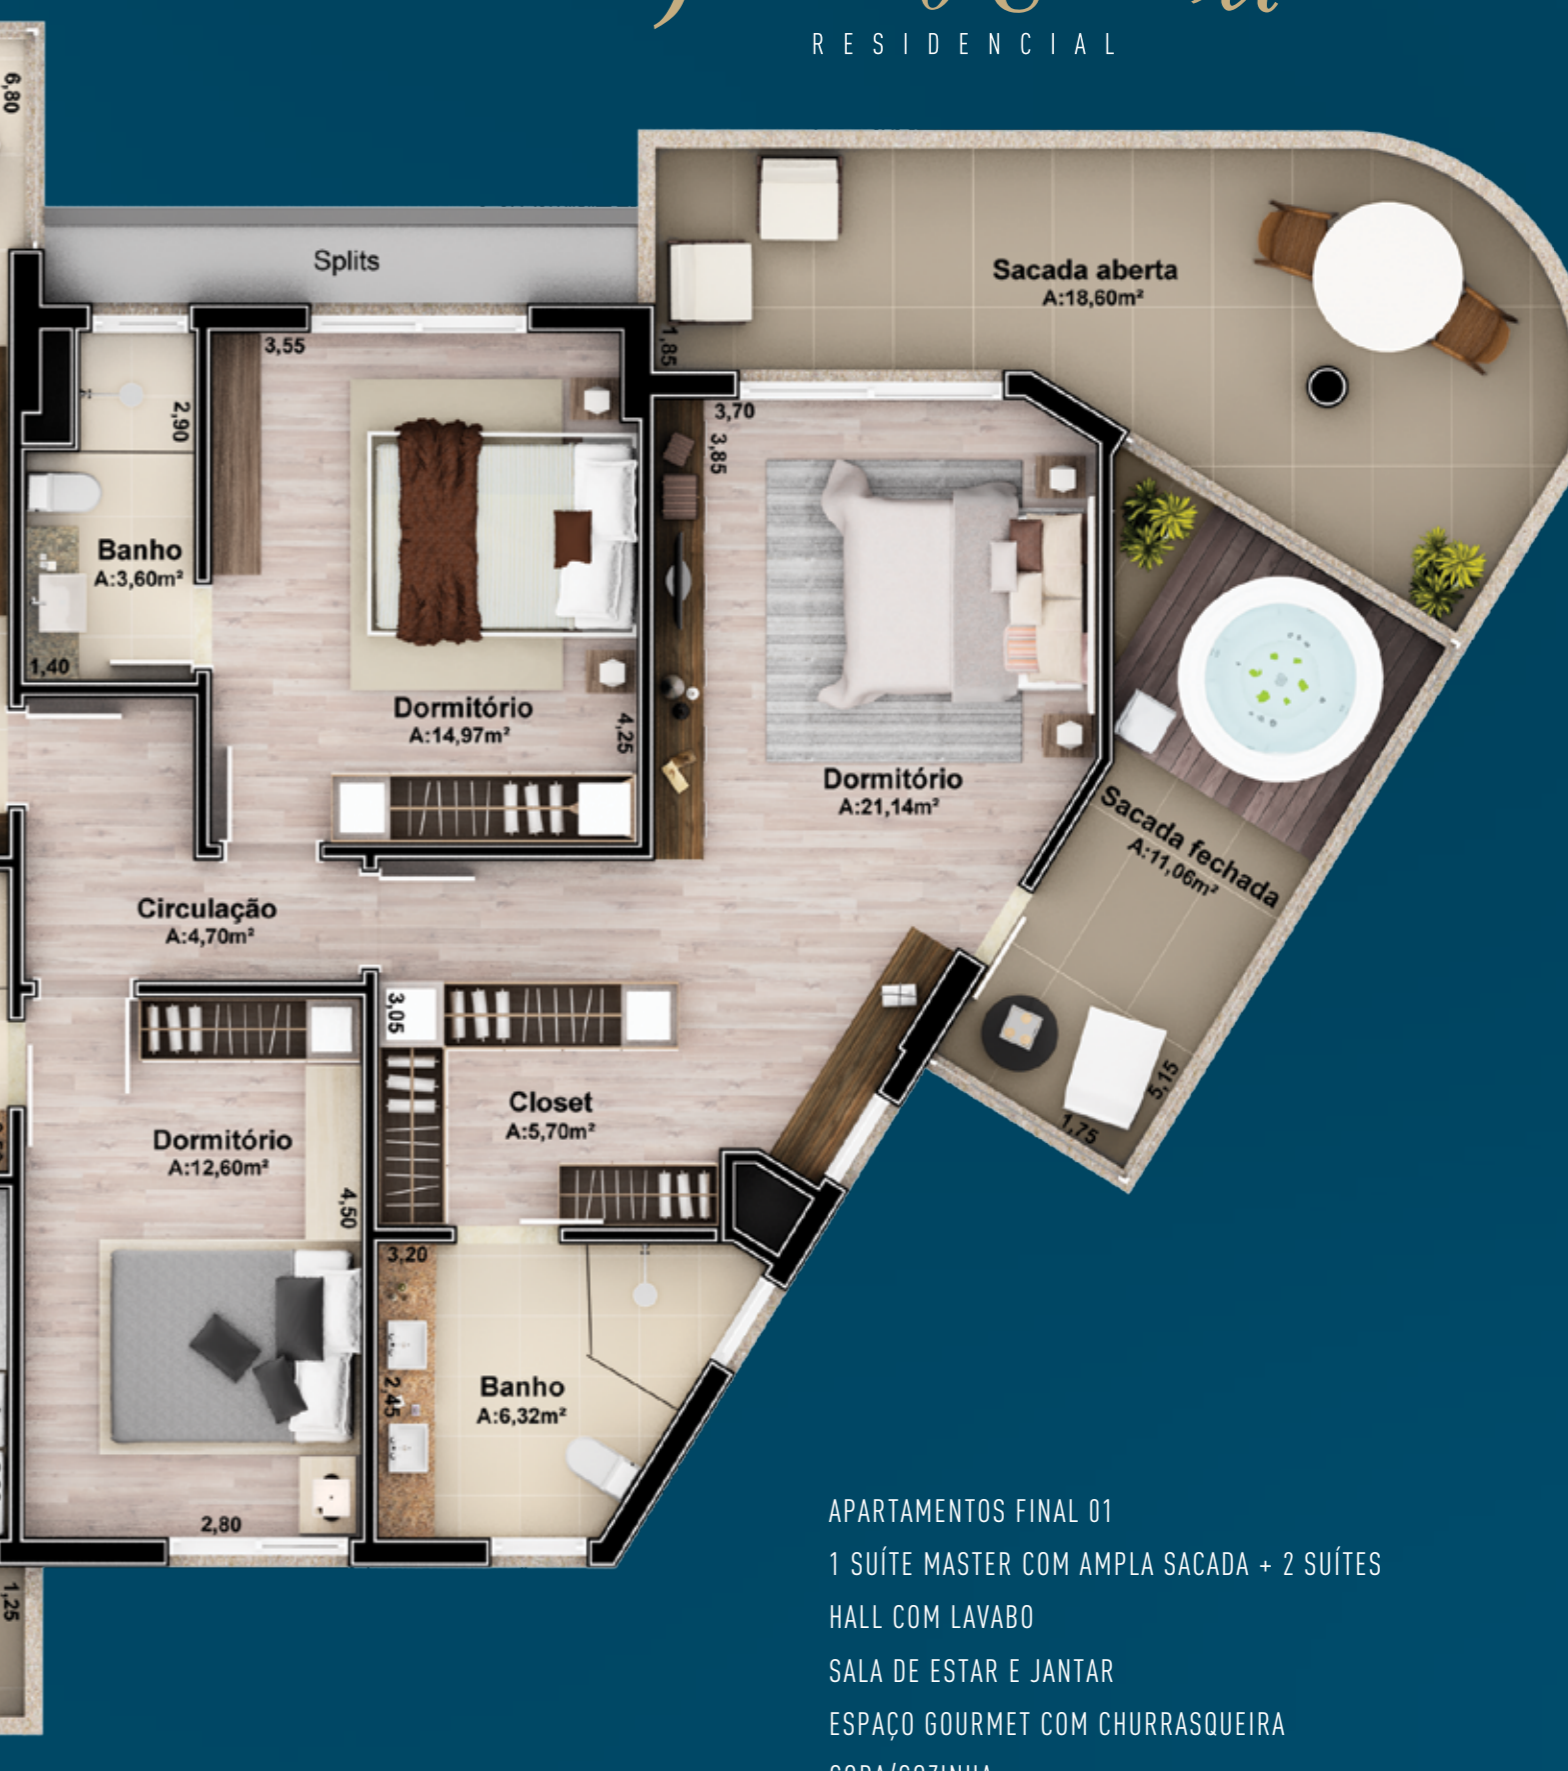 RESIDENCIAL
6,80
Splits
Sacada aberta
A:18,60m²
1,85
3,55
2,90
3,70
3,85
Banho
A:3,60m²
1,40
Dormitório
A:14,97m²
4,25
Dormitório
A:21,14m²
Sacada fechada
A:11,06m²
Circulação
A:4,70m²
3,05
Closet
A:5,70m²
5,15
1,75
Dormitório
A:12,60m²
4,50
3,20
2,45
Banho
A:6,32m²
2,80
1,25
APARTAMENTOS FINAL 01
1 SUÍTE MASTER COM AMPLA SACADA + 2 SUÍTES
HALL COM LAVABO
SALA DE ESTAR E JANTAR
ESPAÇO GOURMET COM CHURRASQUEIRA
COPA/COZINHA